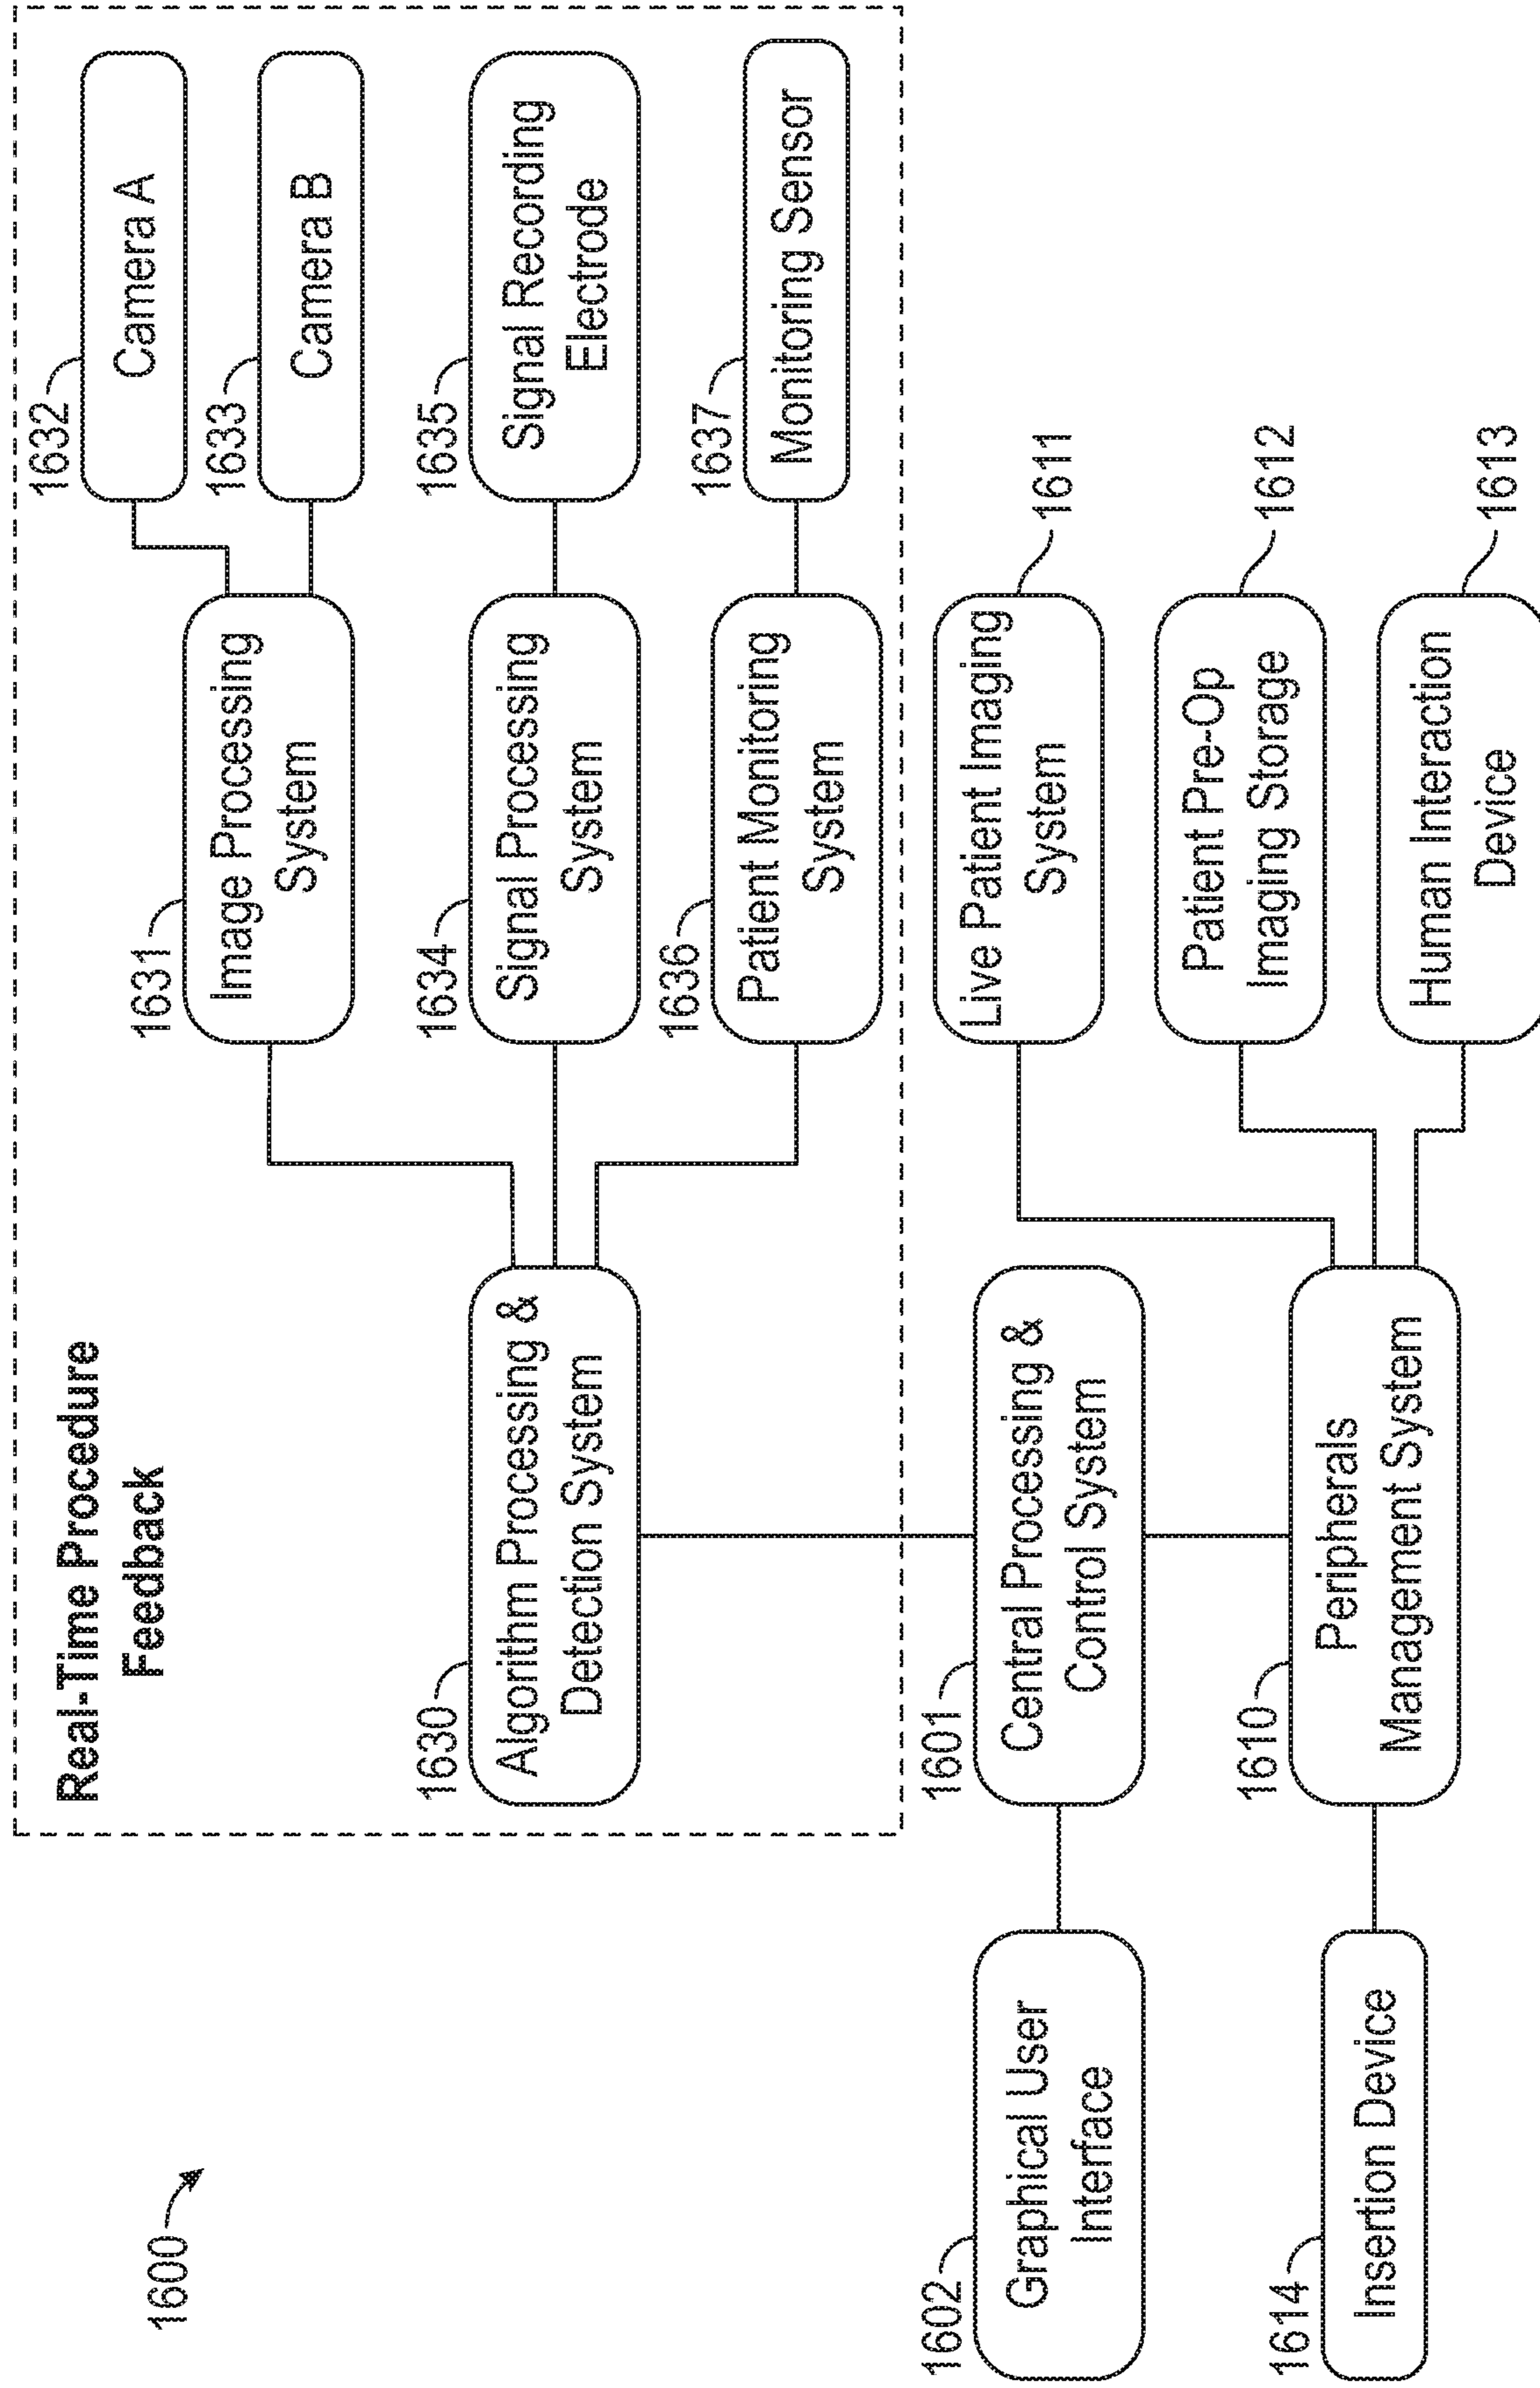 1600
Real-Time Procedure
Feedback
1632
Camera A
1633
Camera B
1631
Image Processing
System
1630
Algorithm Processing &
Detection System
1634
Signal Processing
System
1635
Signal Recording
Electrode
1636
Patient Monitoring
System
1637
Monitoring Sensor
1602
Graphical User
Interface
1601
Central Processing &
Control System
Live Patient Imaging
System
1611
1614
Insertion Device
1610
Peripherals
Management System
Patient Pre-Op
Imaging Storage
1612
Human Interaction
Device
1613